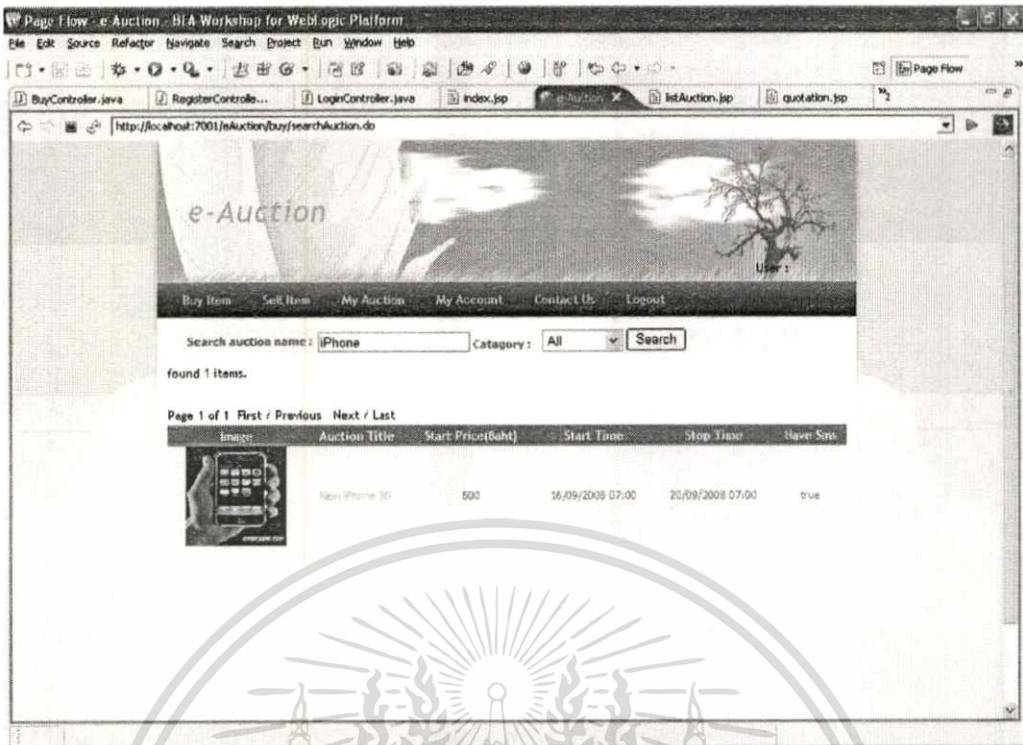 Page Flow - e-Auction - BEA Workshop for WebLogic Platform
File Edit Source Refactor Navigate Search Project Run Window Help
Page Flow
BuyController.java RegisterControlle... LoginController.java index.jsp e-Auction listAuction.jsp quotation.jsp
http://localhost:7001/eAuction/buy/searchAuction.do
e-Auction
User :
Buy Item Sell Item My Auction My Account Contact Us Logout
Search auction name : iPhone Catagory : All Search
found 1 items.
Page 1 of 1 First / Previous Next / Last
Image Auction Title Start Price(Baht) Start Time Stop Time Have Sms
New iPhone 3G 500 16/09/2008 07:00 20/09/2008 07:00 true